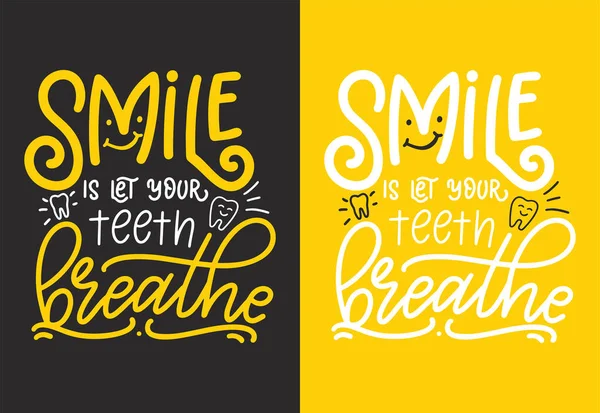 SMiLE
IS LET YOUR
teeth
breathe
SMiLE
IS LET YOUR
teeth
breathe